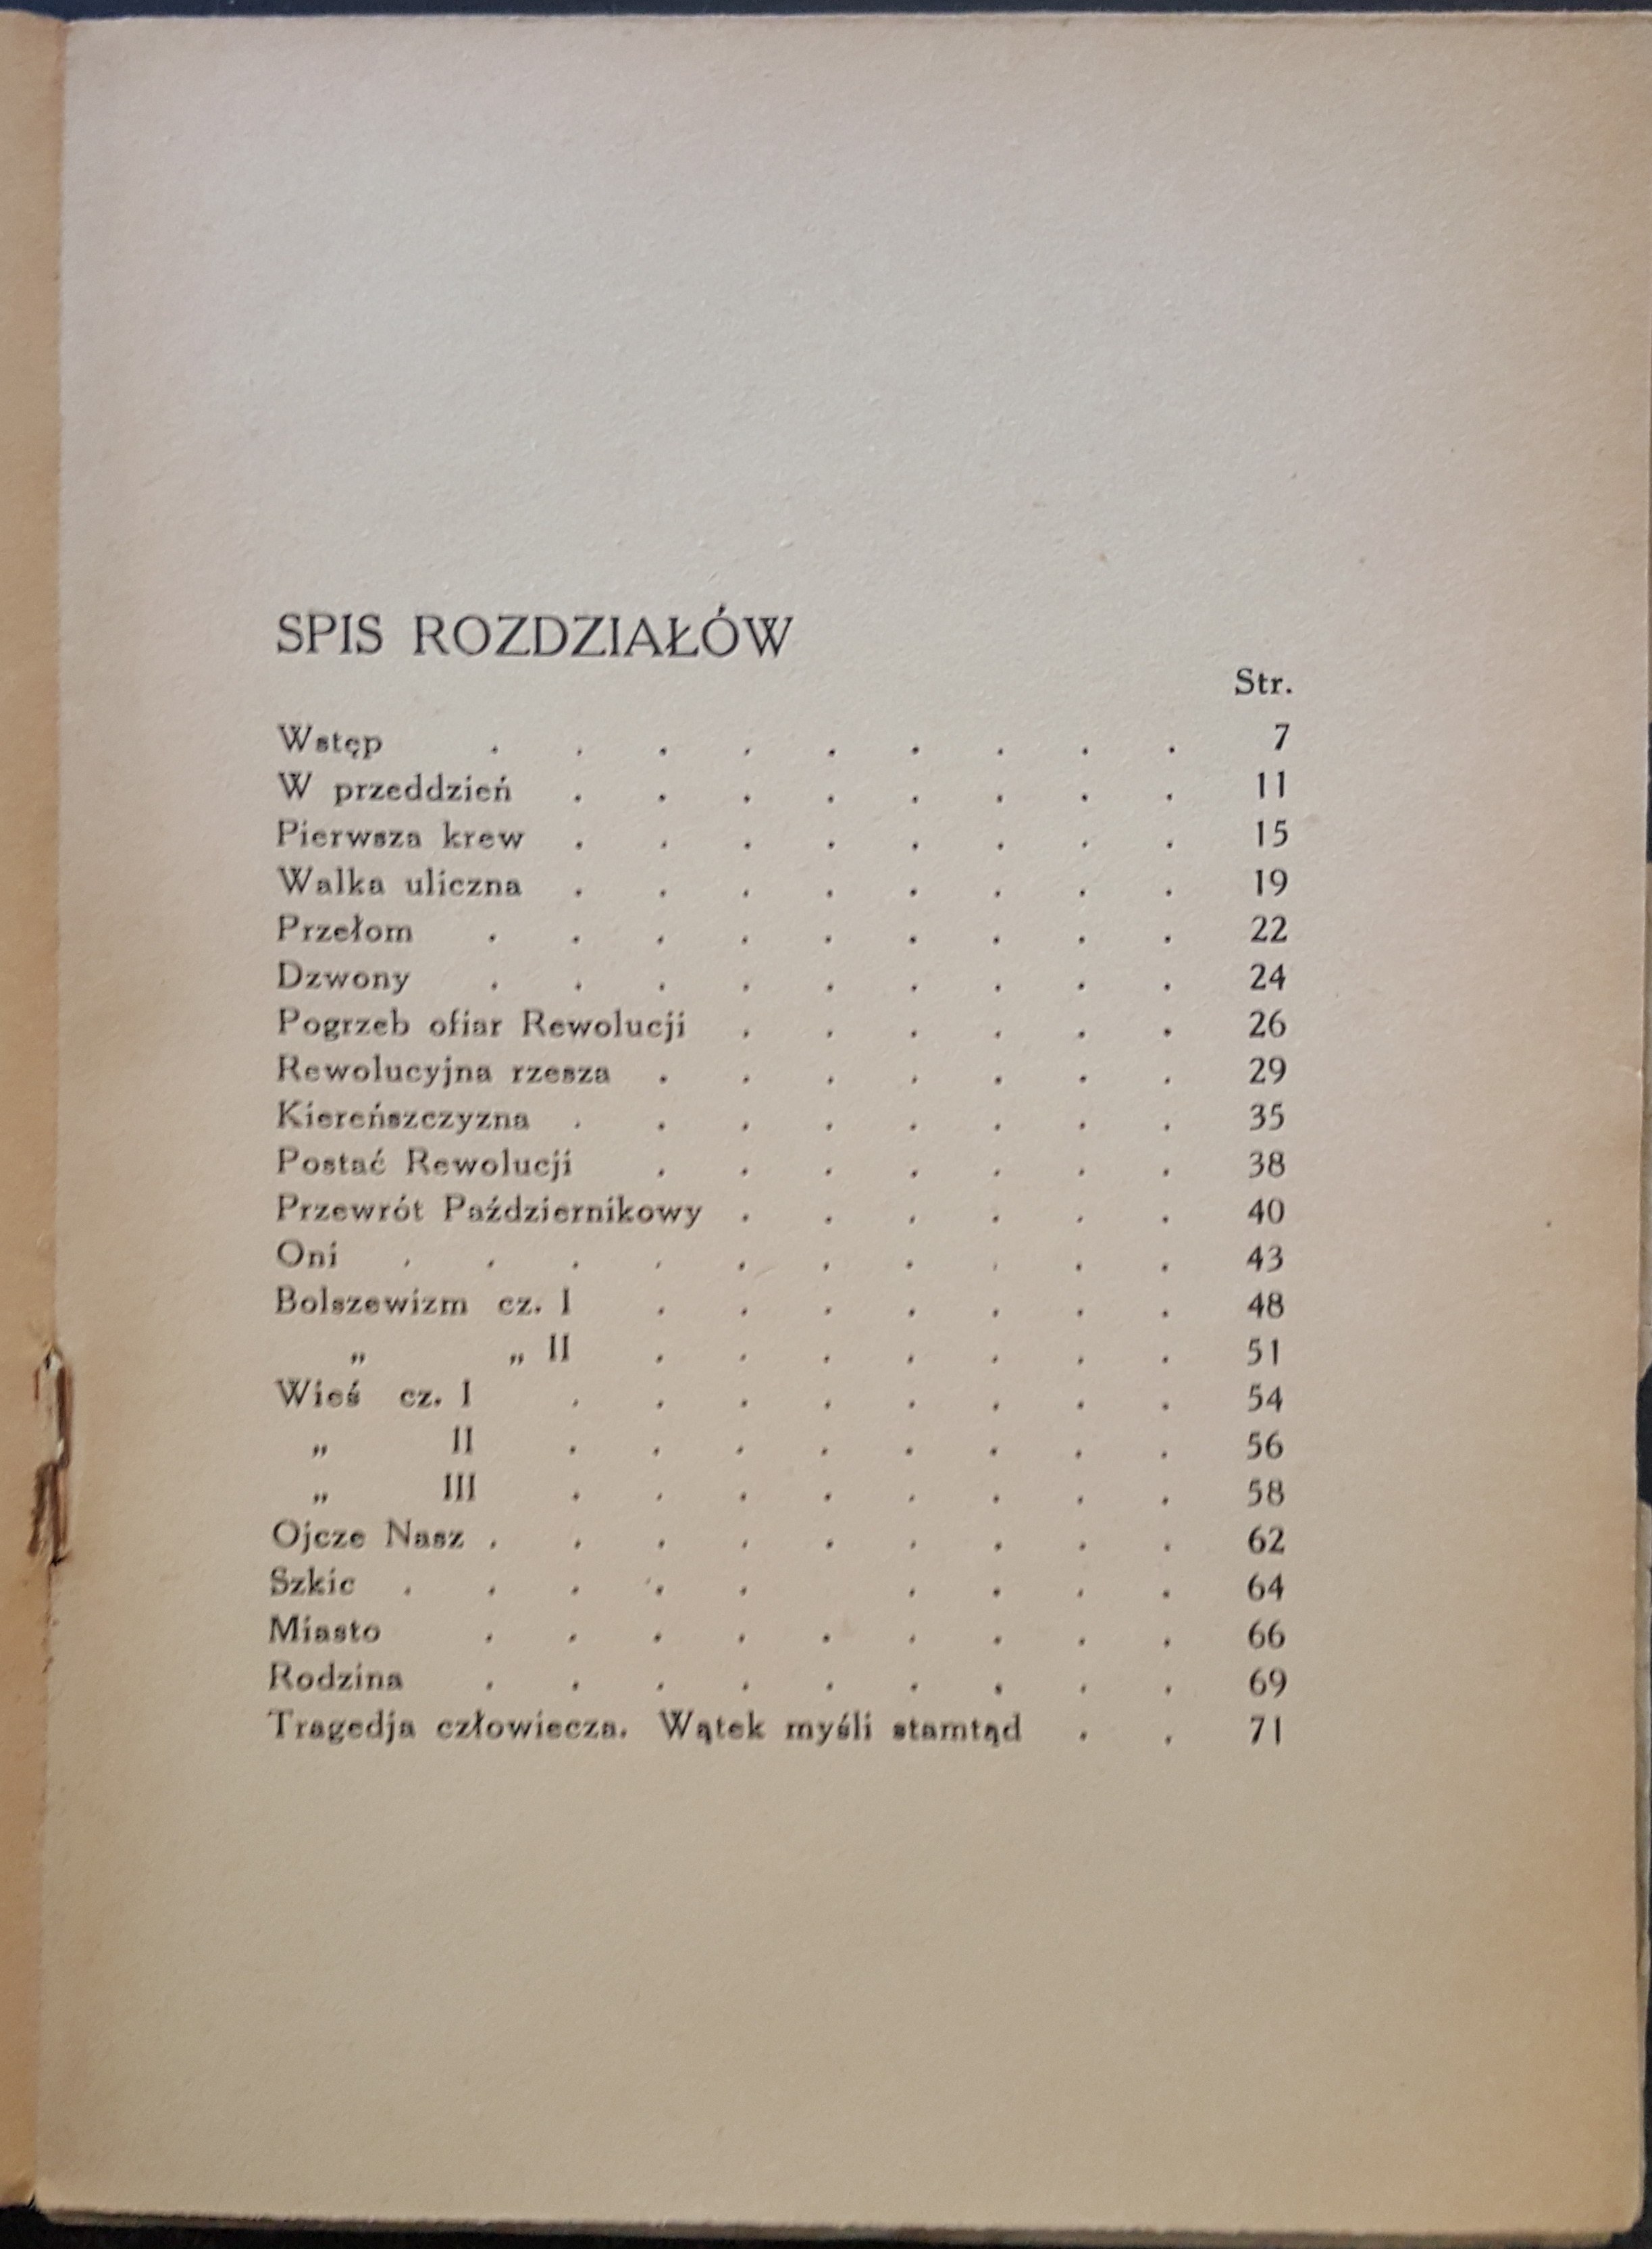 SPIS ROZDZIAŁÓW
Str.
Wstęp . . . . . . . . . 7
W przeddzień . . . . . . . . 11
Pierwsza krew . . . . . . . . 15
Walka uliczna . . . . . . . . 19
Przełom . . . . . . . . . 22
Dzwony . . . . . . . . . 24
Pogrzeb ofiar Rewolucji . . . . . . 26
Rewolucyjna rzesza . . . . . . . 29
Kiereńszczyzna . . . . . . . . 35
Postać Rewolucji . . . . . . . 38
Przewrót Październikowy . . . . . . 40
Oni . . . . . . . . . . 43
Bolszewizm cz. I . . . . . . . 48
„ „ II . . . . . . . 51
Wieś cz. I . . . . . . . . 54
„ II . . . . . . . . 56
„ III . . . . . . . . 58
Ojcze Nasz . . . . . . . . . 62
Szkic . . . . . . . . . 64
Miasto . . . . . . . . . 66
Rodzina . . . . . . . . . 69
Tragedja człowiecza. Wątek myśli stamtąd . . 71